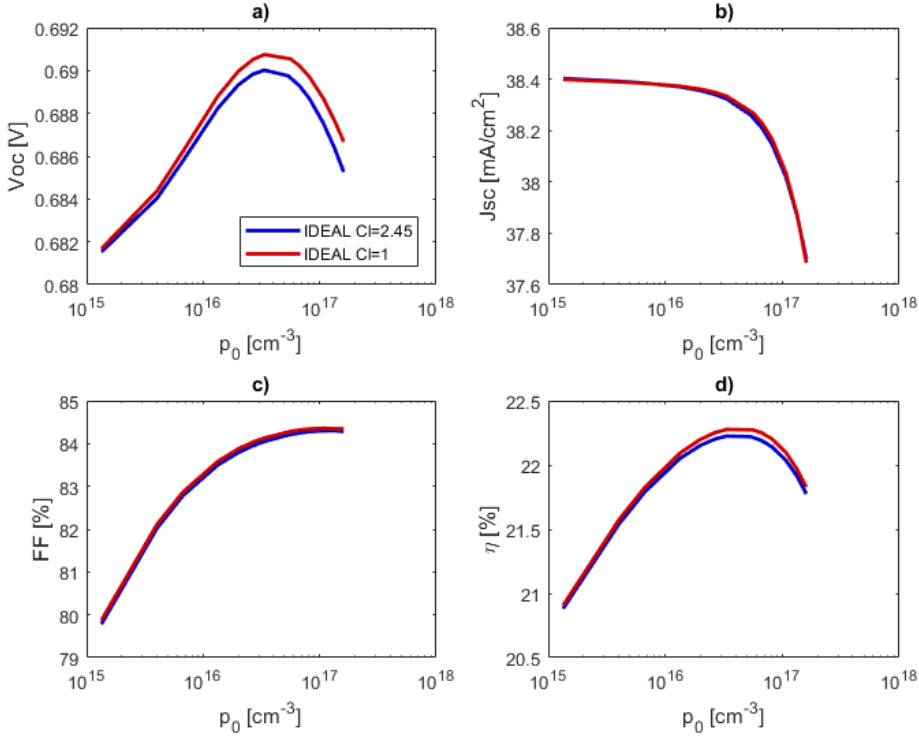 a)
0.692
0.69
0.688
0.686
0.684
0.682
0.68
Voc [V]
IDEAL CI=2.45
IDEAL CI=1
10^15 10^16 10^17 10^18
p_0 [cm^-3]
b)
38.6
38.4
38.2
38
37.8
37.6
Jsc [mA/cm^2]
10^15 10^16 10^17 10^18
p_0 [cm^-3]
c)
85
84
83
82
81
80
79
FF [%]
10^15 10^16 10^17 10^18
p_0 [cm^-3]
d)
22.5
22
21.5
21
20.5
η [%]
10^15 10^16 10^17 10^18
p_0 [cm^-3]